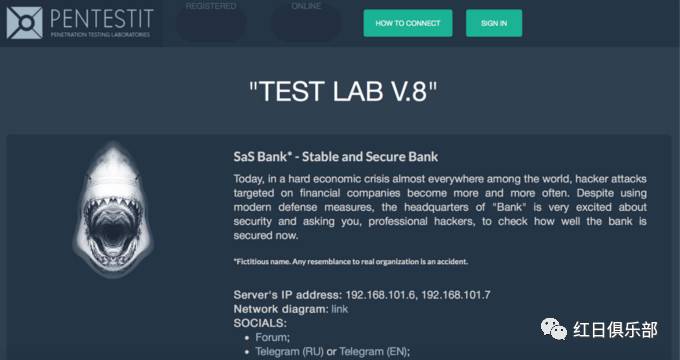 PENTESTIT
PENETRATION TESTING LABORATORIES
REGISTERED
ONLINE
HOW TO CONNECT
SIGN IN
"TEST LAB V.8"
SaS Bank* - Stable and Secure Bank
Today, in a hard economic crisis almost everywhere among the world, hacker attacks
targeted on financial companies become more and more often. Despite using
modern defense measures, the headquarters of "Bank" is very excited about
security and asking you, professional hackers, to check how well the bank is
secured now.
*Fictitious name. Any resemblance to real organization is an accident.
Server's IP address: 192.168.101.6, 192.168.101.7
Network diagram: link
SOCIALS:
• Forum;
• Telegram (RU) or Telegram (EN);
红日俱乐部